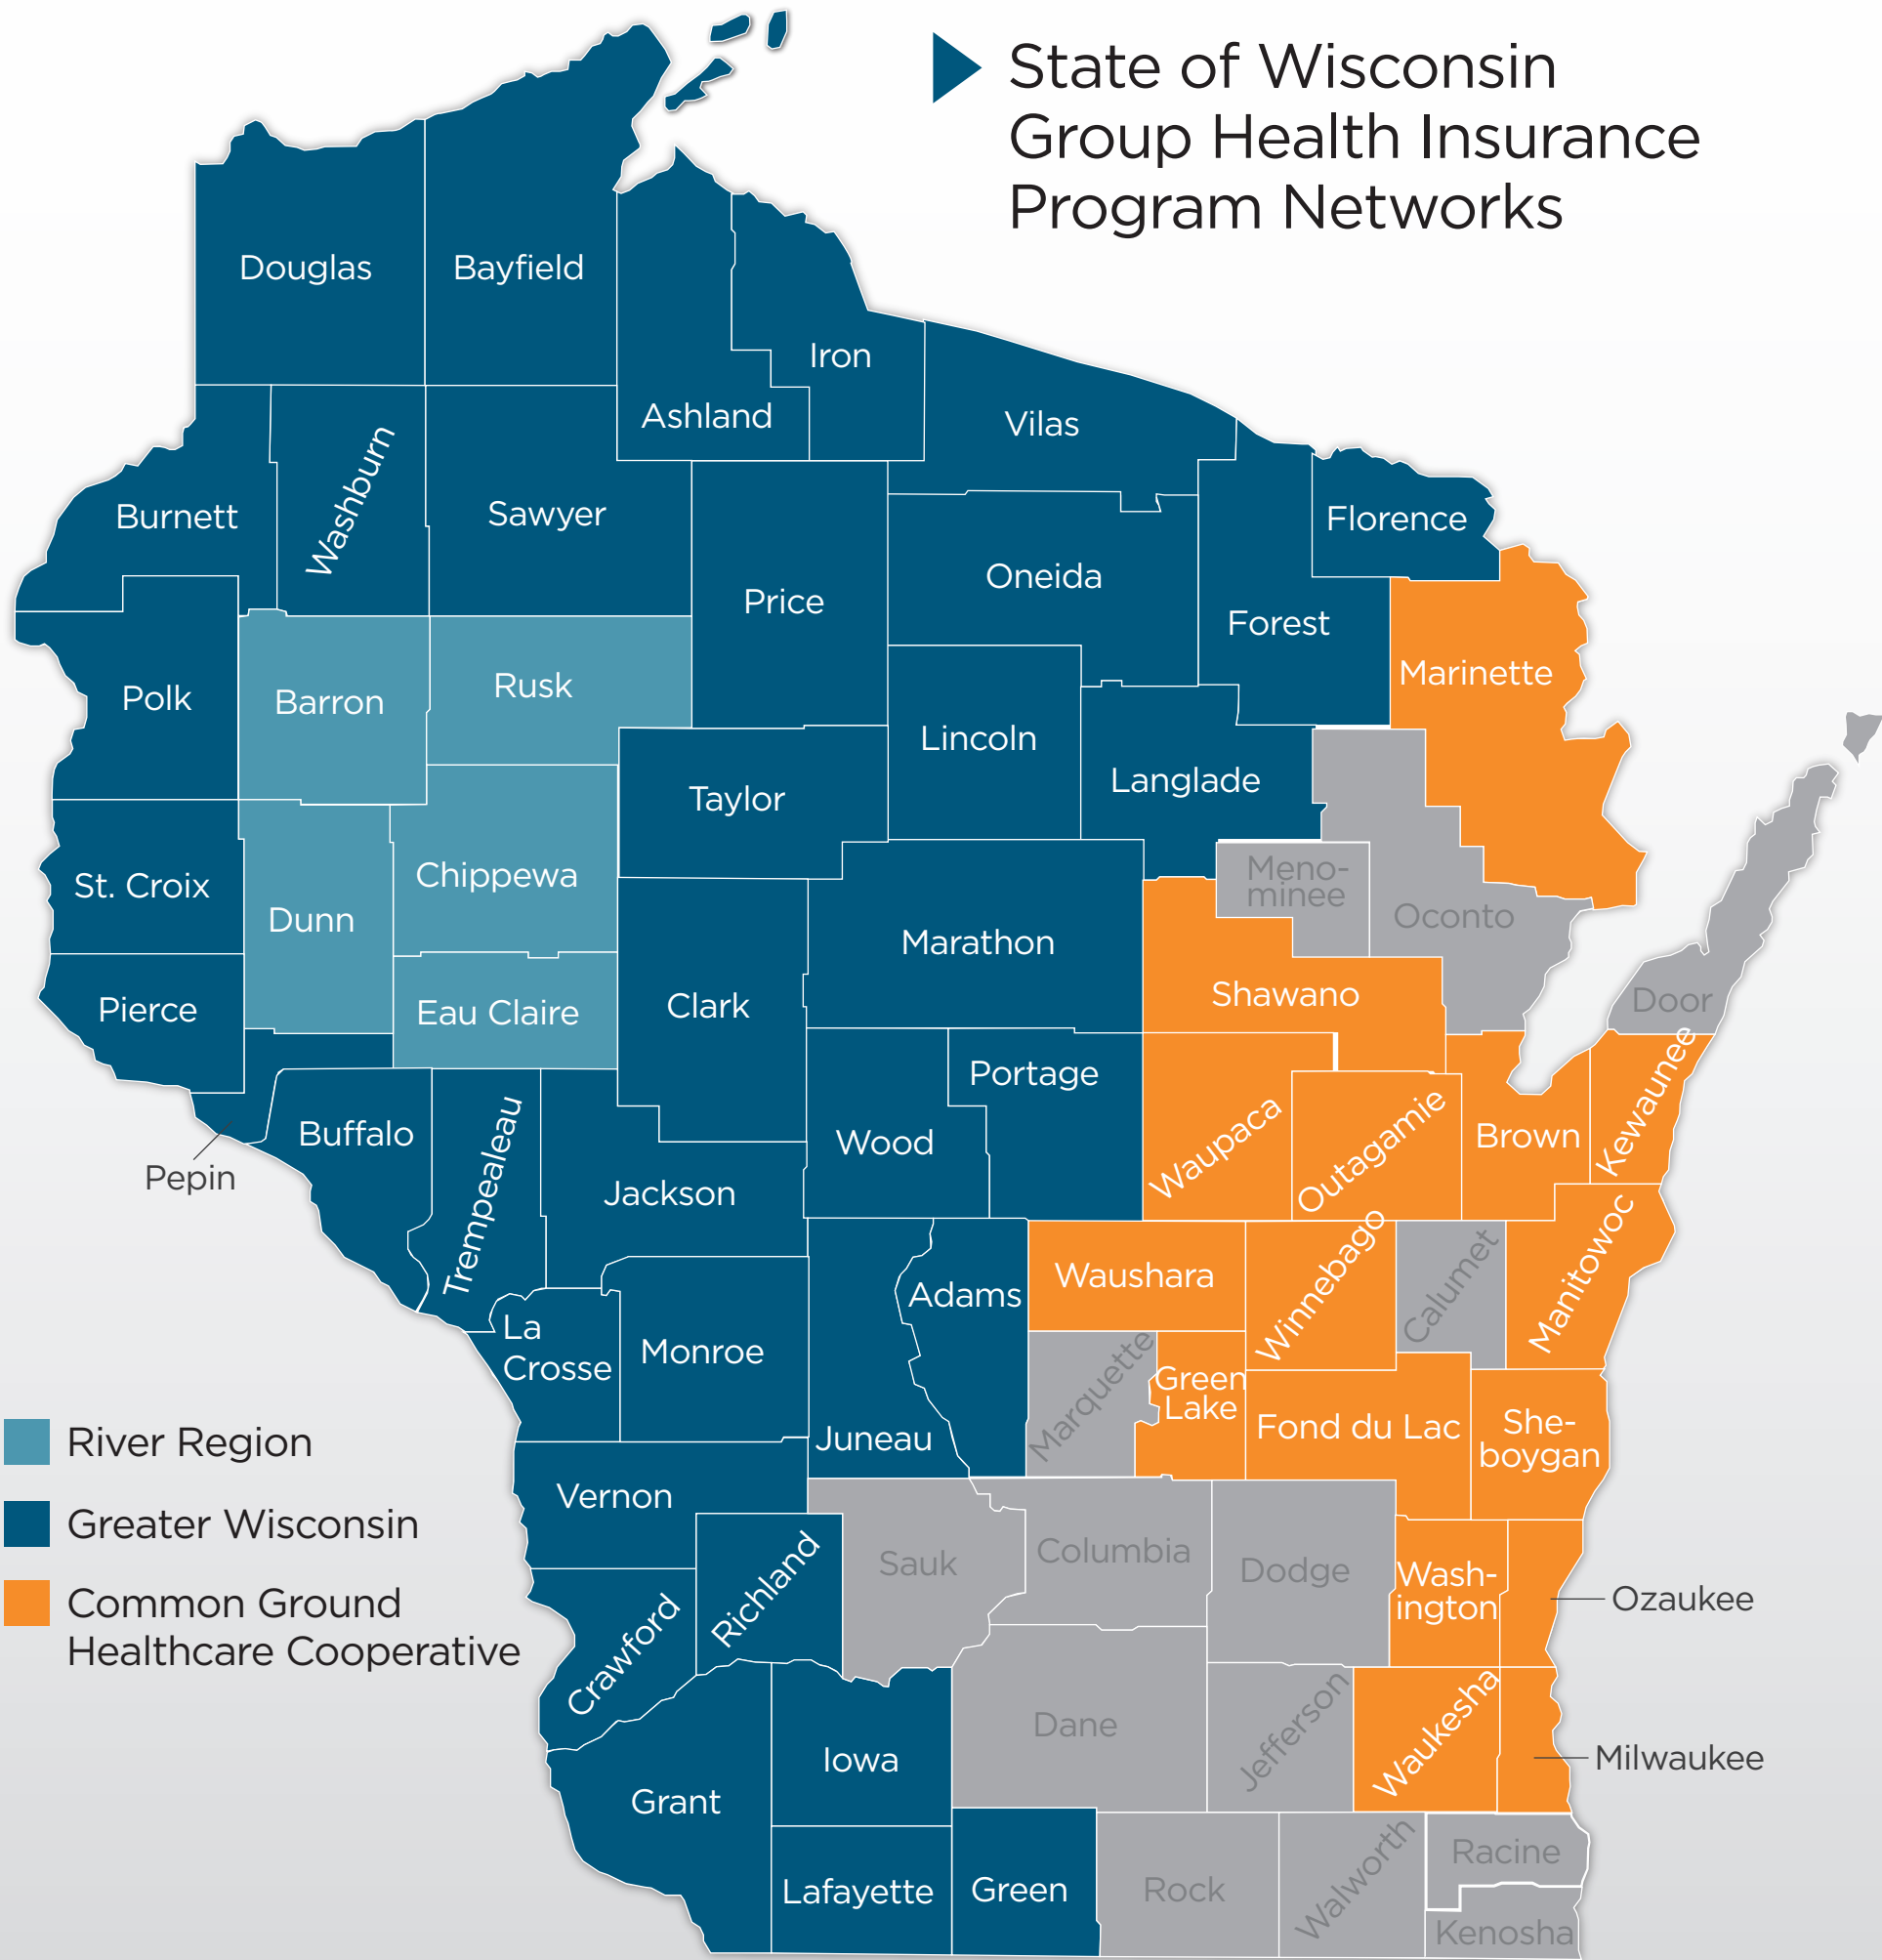 State of Wisconsin
Group Health Insurance
Program Networks
Douglas
Bayfield
Iron
Ashland
Vilas
Washburn
Burnett
Sawyer
Florence
Oneida
Price
Forest
Marinette
Rusk
Polk
Barron
Lincoln
Langlade
Taylor
Meno-
minee
Chippewa
St. Croix
Dunn
Oconto
Marathon
Shawano
Door
Clark
Pierce
Eau Claire
Portage
Kewaunee
Buffalo
Wood
Waupaca
Outagamie
Brown
Pepin
Trempealeau
Jackson
Waushara
Winnebago
Calumet
Manitowoc
Adams
La
Crosse
Monroe
Marquette
Green
Lake
Fond du Lac
She-
boygan
Juneau
River Region
Vernon
Greater Wisconsin
Sauk
Columbia
Dodge
Wash-
ington
Ozaukee
Richland
Common Ground
Healthcare Cooperative
Crawford
Dane
Jefferson
Waukesha
Milwaukee
Iowa
Grant
Racine
Lafayette
Green
Rock
Walworth
Kenosha